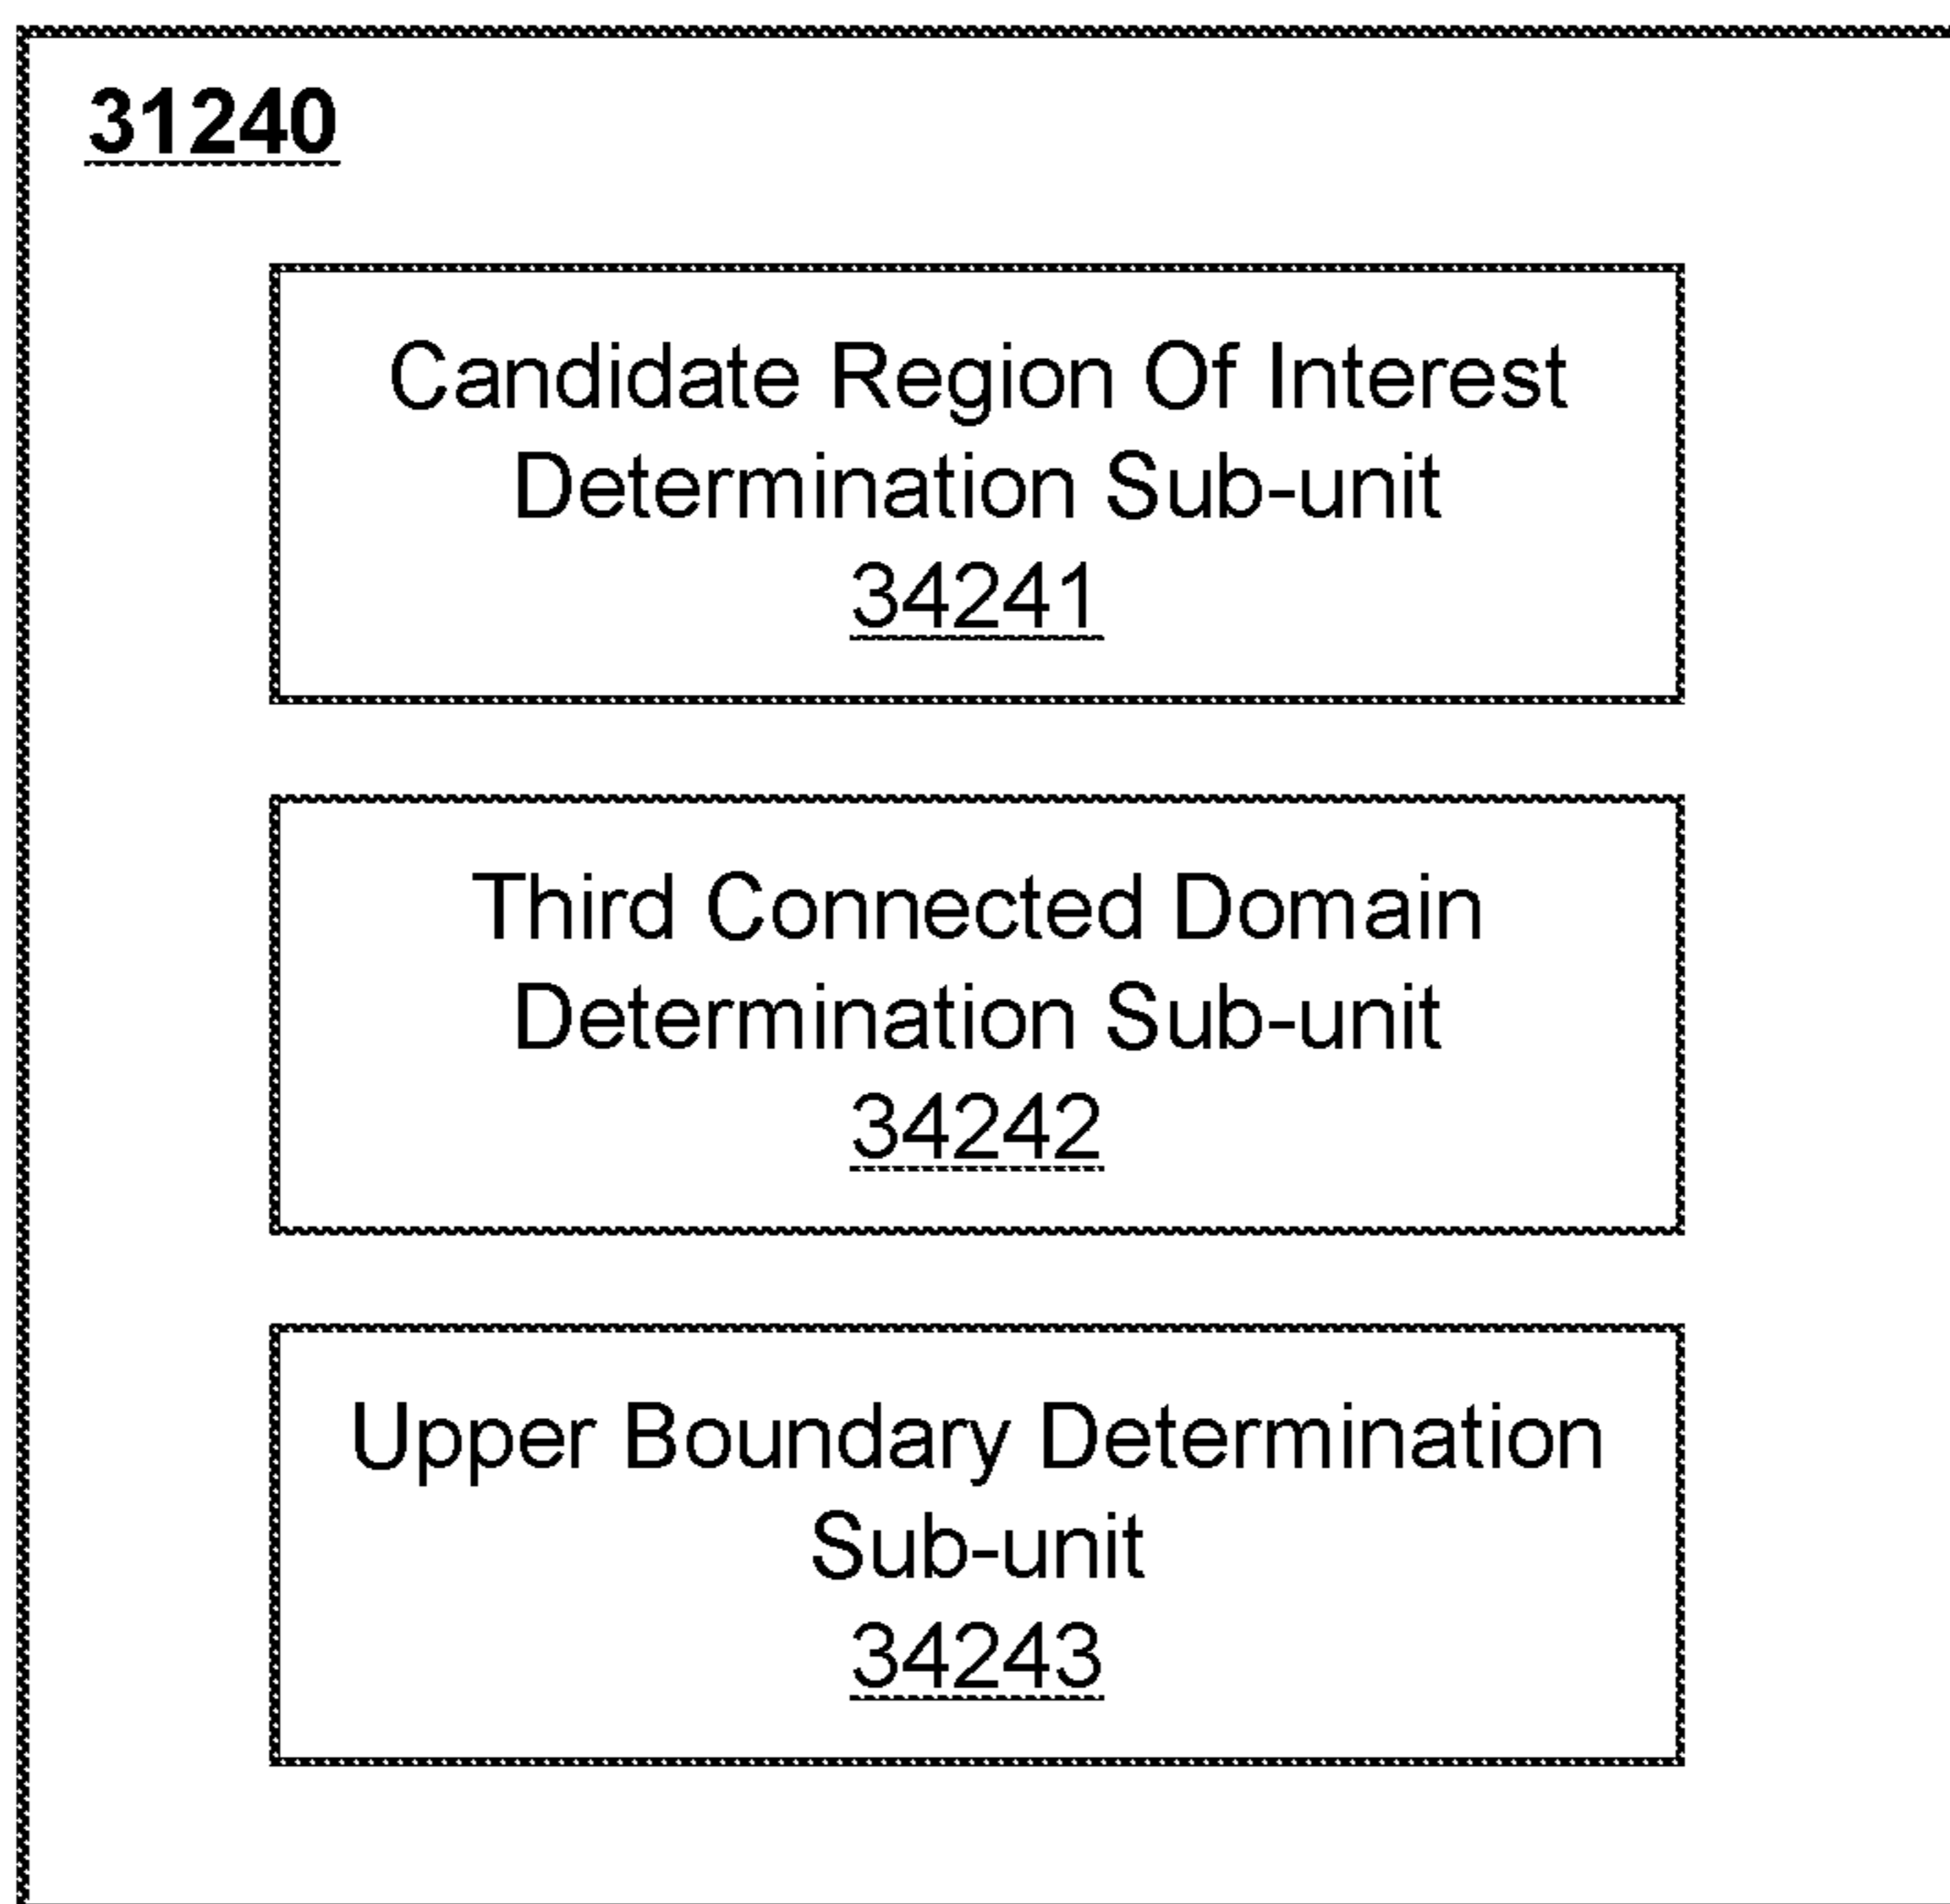 31240
Candidate Region Of Interest
Determination Sub-unit
34241
Third Connected Domain
Determination Sub-unit
34242
Upper Boundary Determination
Sub-unit
34243